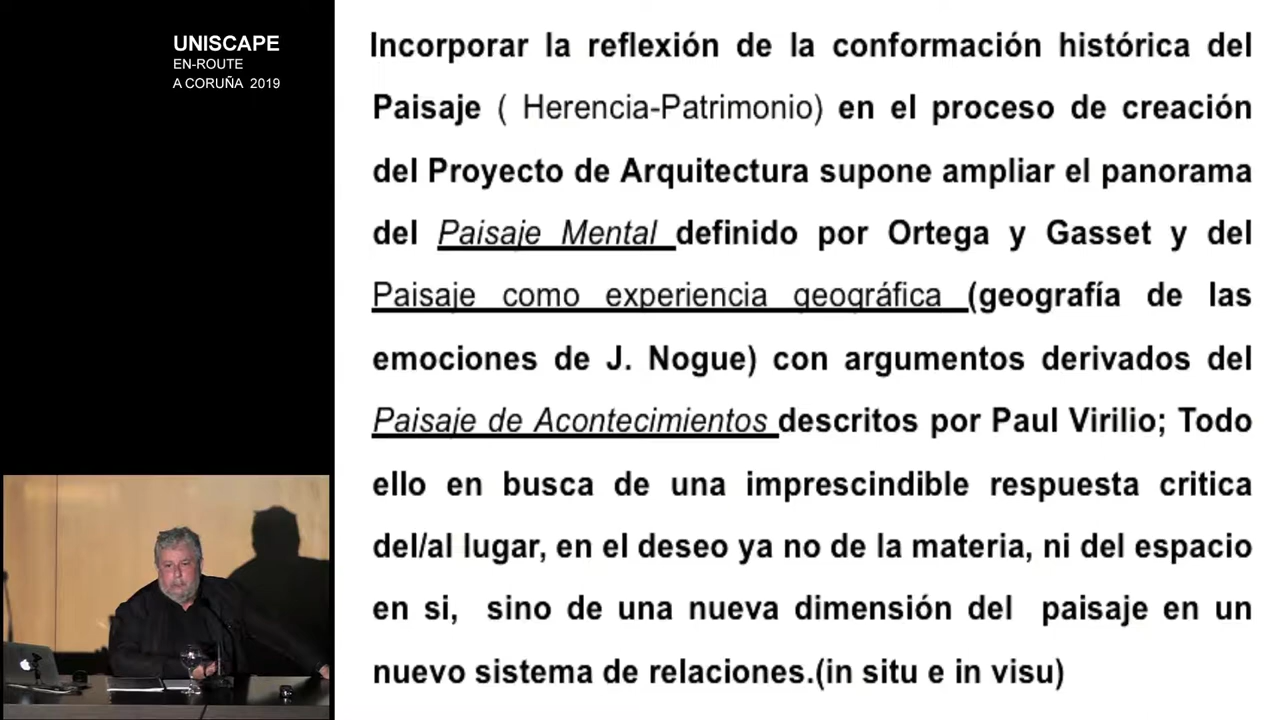 UNISCAPE
EN-ROUTE
A CORUÑA 2019
Incorporar la reflexión de la conformación histórica del
Paisaje ( Herencia-Patrimonio) en el proceso de creación
del Proyecto de Arquitectura supone ampliar el panorama
del Paisaje Mental definido por Ortega y Gasset y del
Paisaje como experiencia geográfica (geografía de las
emociones de J. Nogue) con argumentos derivados del
Paisaje de Acontecimientos descritos por Paul Virilio; Todo
ello en busca de una imprescindible respuesta critica
del/al lugar, en el deseo ya no de la materia, ni del espacio
en si, sino de una nueva dimensión del paisaje en un
nuevo sistema de relaciones.(in situ e in visu)